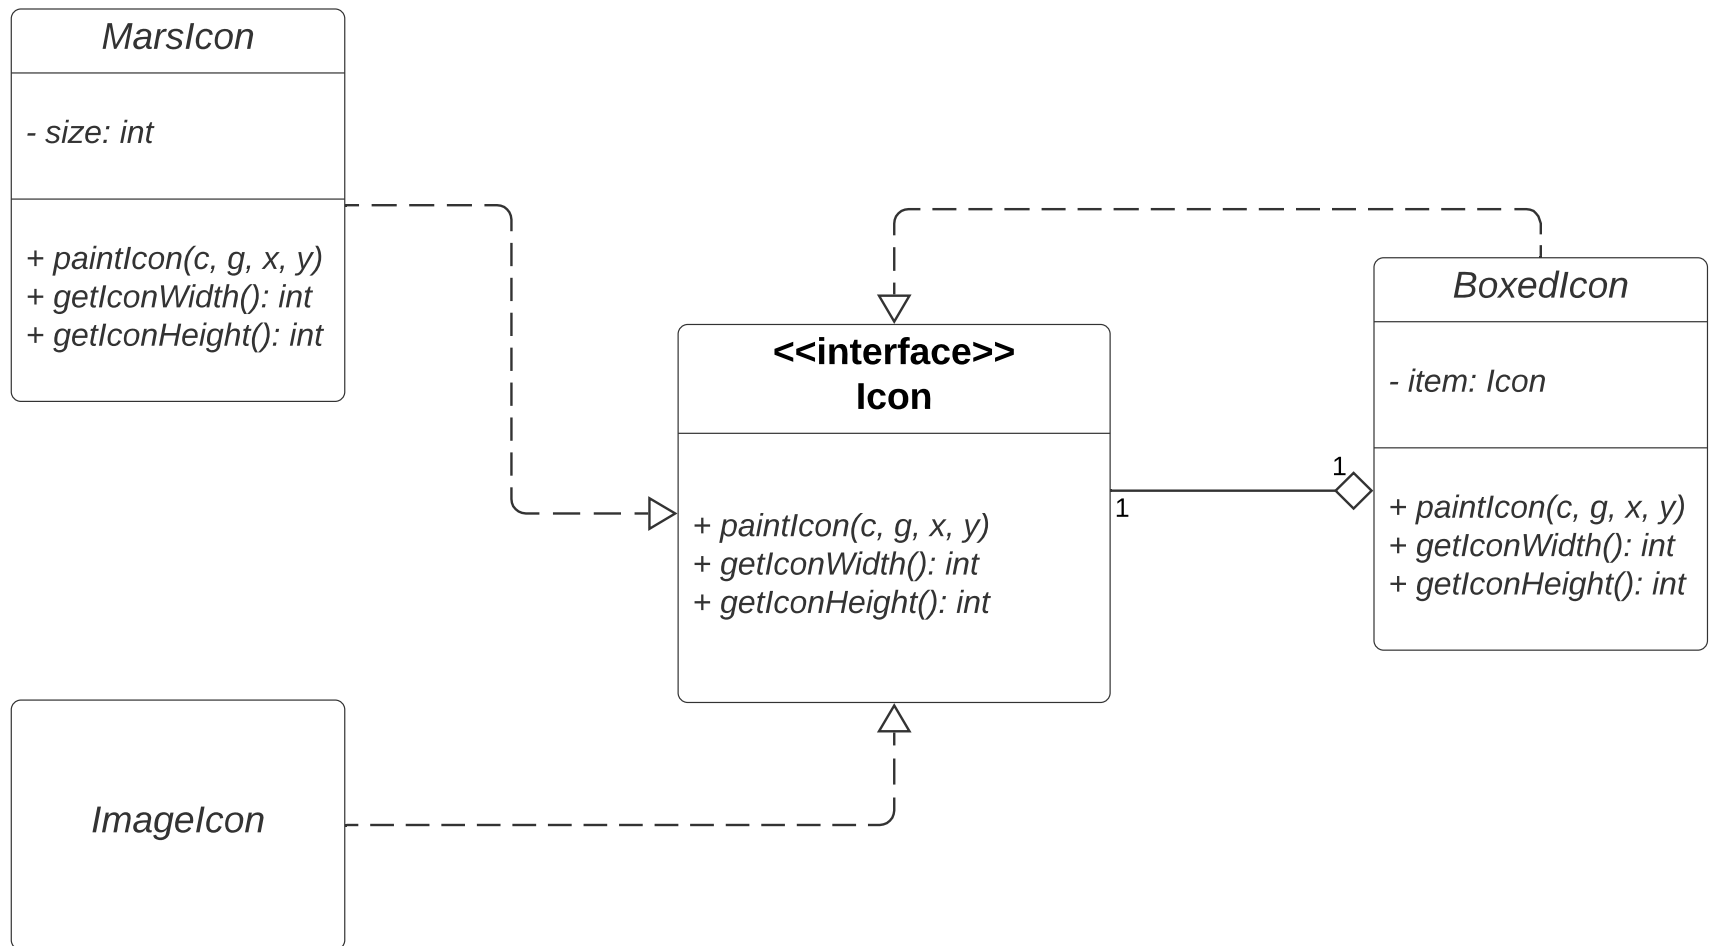 MarsIcon
- size: int
+ paintIcon(c, g, x, y)
+ getIconWidth(): int
+ getIconHeight(): int
<<interface>>
Icon
+ paintIcon(c, g, x, y)
+ getIconWidth(): int
+ getIconHeight(): int
1
1
BoxedIcon
- item: Icon
+ paintIcon(c, g, x, y)
+ getIconWidth(): int
+ getIconHeight(): int
ImageIcon